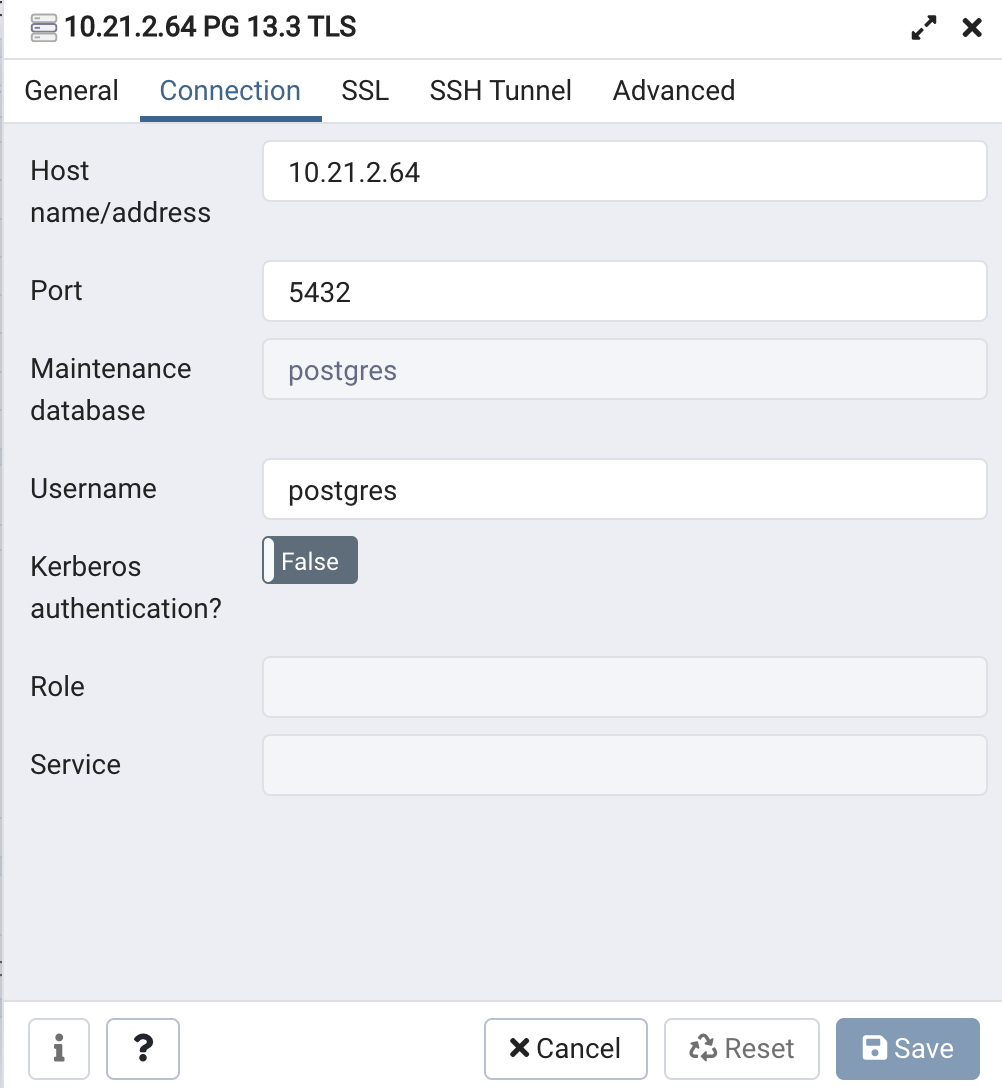 10.21.2.64 PG 13.3 TLS
General Connection SSL SSH Tunnel Advanced
Host
name/address
10.21.2.64
Port
5432
Maintenance
database
postgres
Username
postgres
Kerberos
authentication?
False
Role
Service
i ? Cancel Reset Save